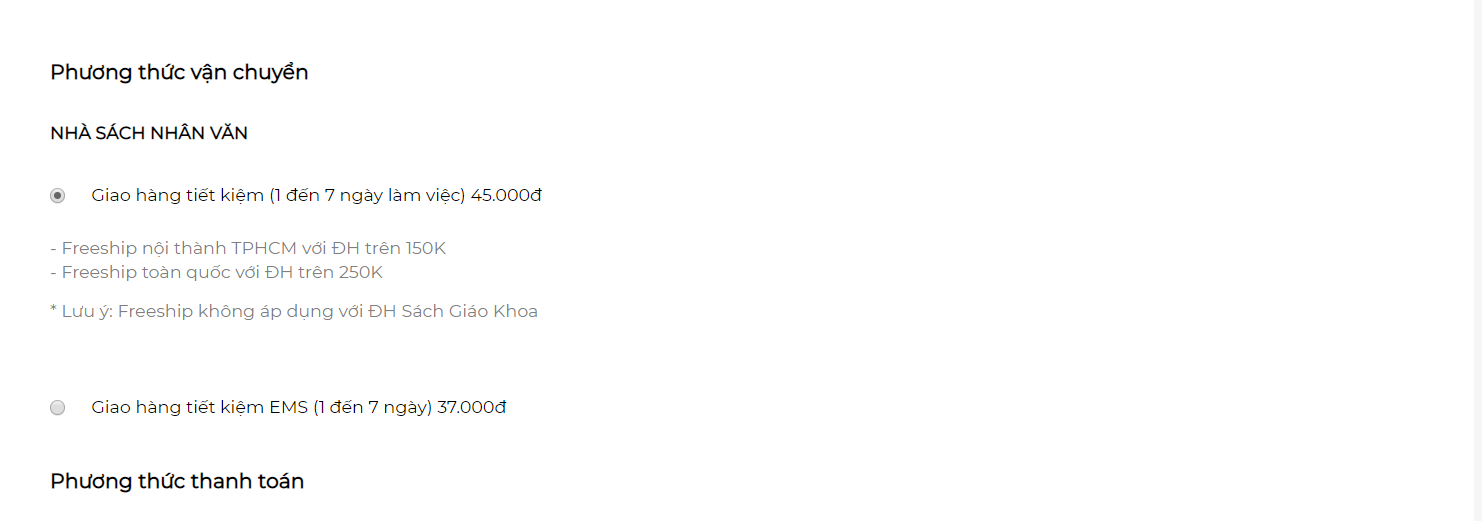 Phương thức vận chuyển
NHÀ SÁCH NHÂN VĂN
Giao hàng tiết kiệm (1 đến 7 ngày làm việc) 45.000đ
- Freeship nội thành TPHCM với ĐH trên 150K
- Freeship toàn quốc với ĐH trên 250K
* Lưu ý: Freeship không áp dụng với ĐH Sách Giáo Khoa
Giao hàng tiết kiệm EMS (1 đến 7 ngày) 37.000đ
Phương thức thanh toán